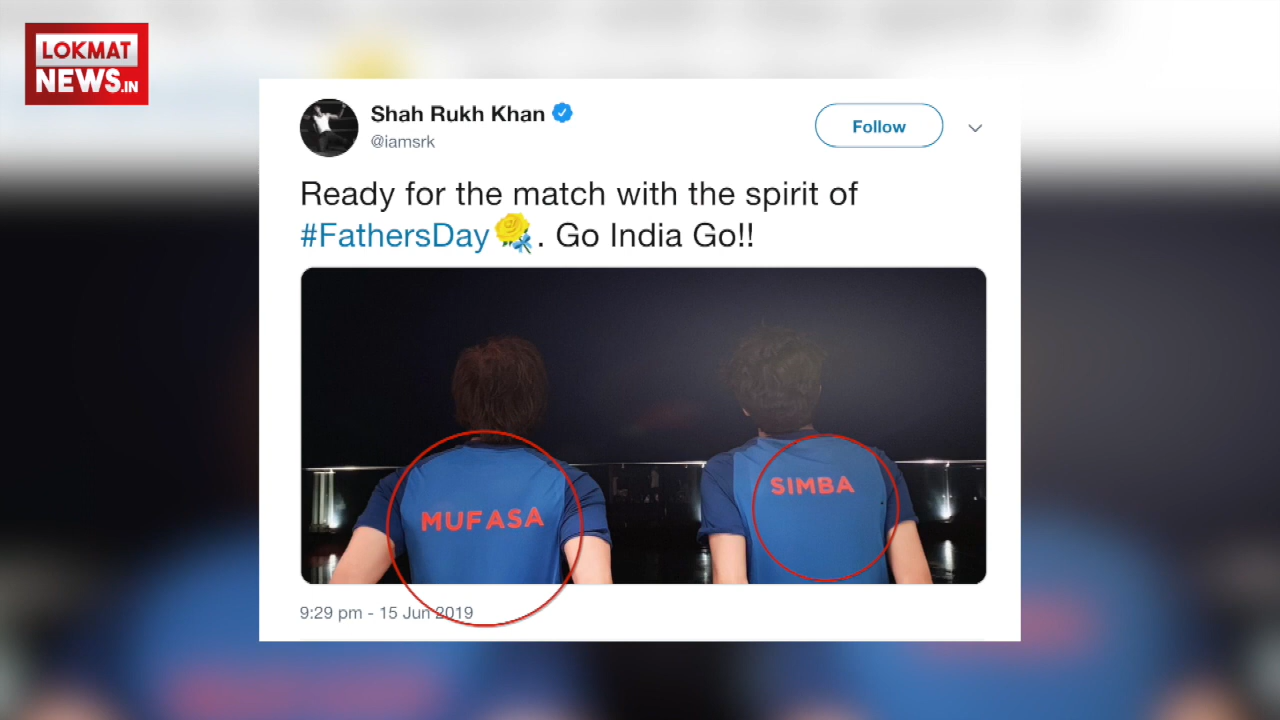 LOKMAT
NEWS.IN
Shah Rukh Khan
@iamsrk
Follow
Ready for the match with the spirit of
#FathersDay💐. Go India Go!!
MUFASA
SIMBA
9:29 pm - 15 Jun 2019